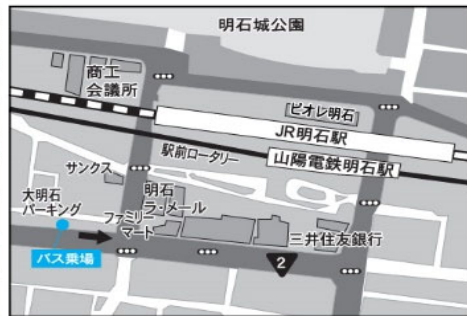 明石城公園
商工
会議所
ピオレ明石
JR明石駅
駅前ロータリー
山陽電鉄明石駅
サンクス
大明石
パーキング
明石
ラ・メール
ファミリー
マート
三井住友銀行
バス乗場
2